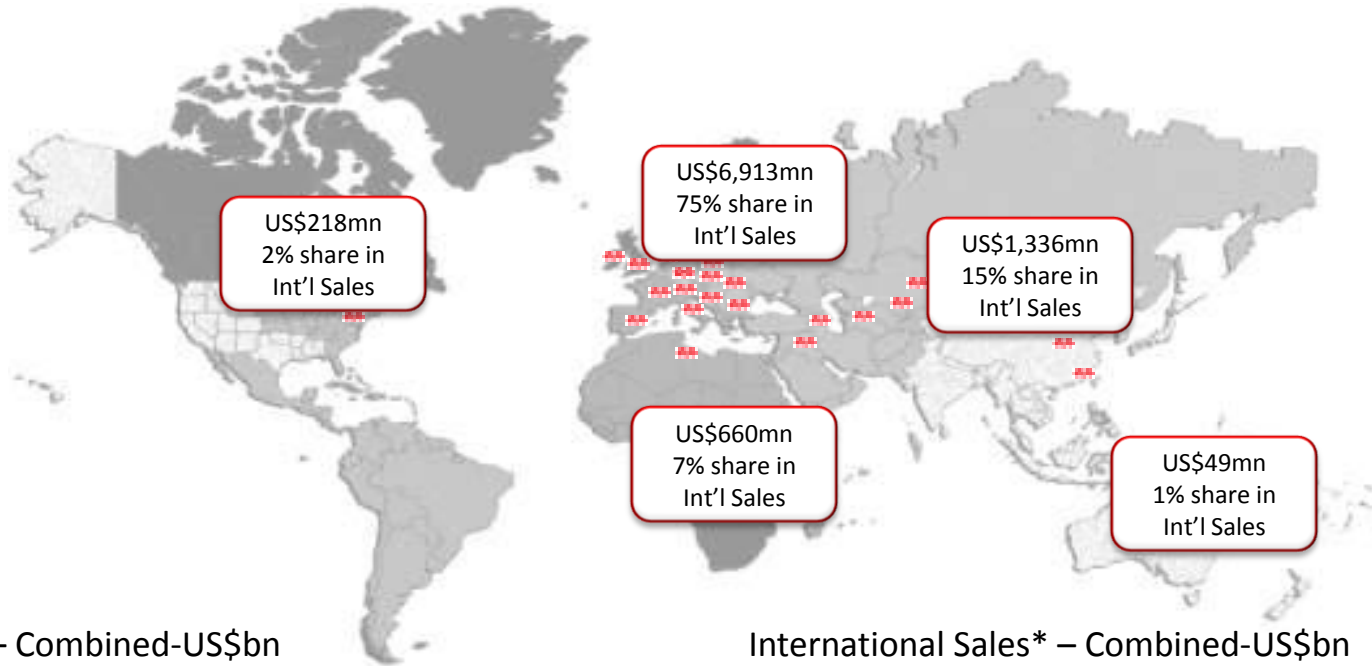 US$6,913mn
75% share in
Int’l Sales
US$218mn
2% share in
Int’l Sales
US$1,336mn
15% share in
Int’l Sales
US$660mn
7% share in
Int’l Sales
US$49mn
1% share in
Int’l Sales
– Combined-US$bn
International Sales* – Combined-US$bn